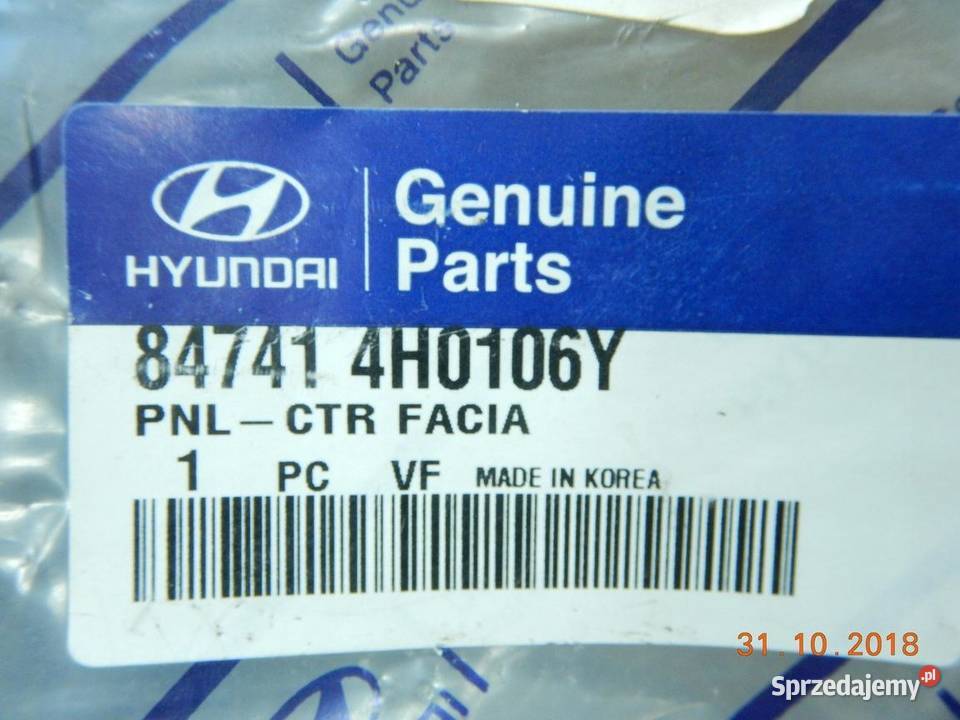 Genuine
Parts
HYUNDAI
Genuine
Parts
84741 4H0106Y
PNL-CTR FACIA
1 PC VF MADE IN KOREA
31.10.2018
Sprzedajemy.pl